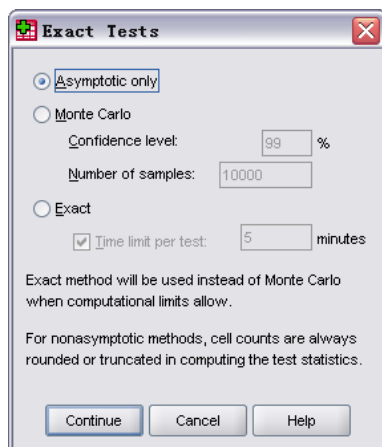 Exact Tests
Asymptotic only
Monte Carlo
Confidence level: 99 %
Number of samples: 10000
Exact
Time limit per test: 5 minutes
Exact method will be used instead of Monte Carlo
when computational limits allow.
For nonasymptotic methods, cell counts are always
rounded or truncated in computing the test statistics.
Continue Cancel Help